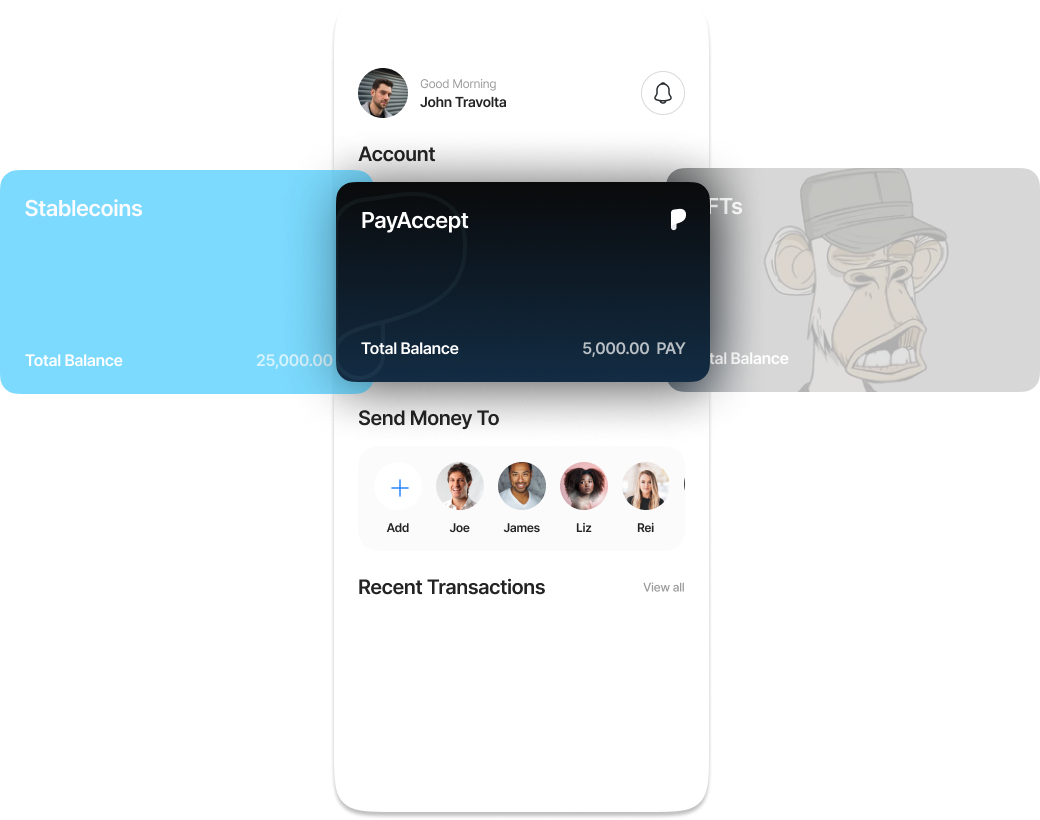 Good Morning
John Travolta
Account
Stablecoins
PayAccept
FTs
Total Balance
25,000.00
Total Balance
5,000.00 PAY
tal Balance
Send Money To
Add
Joe
James
Liz
Rei
Recent Transactions
View all